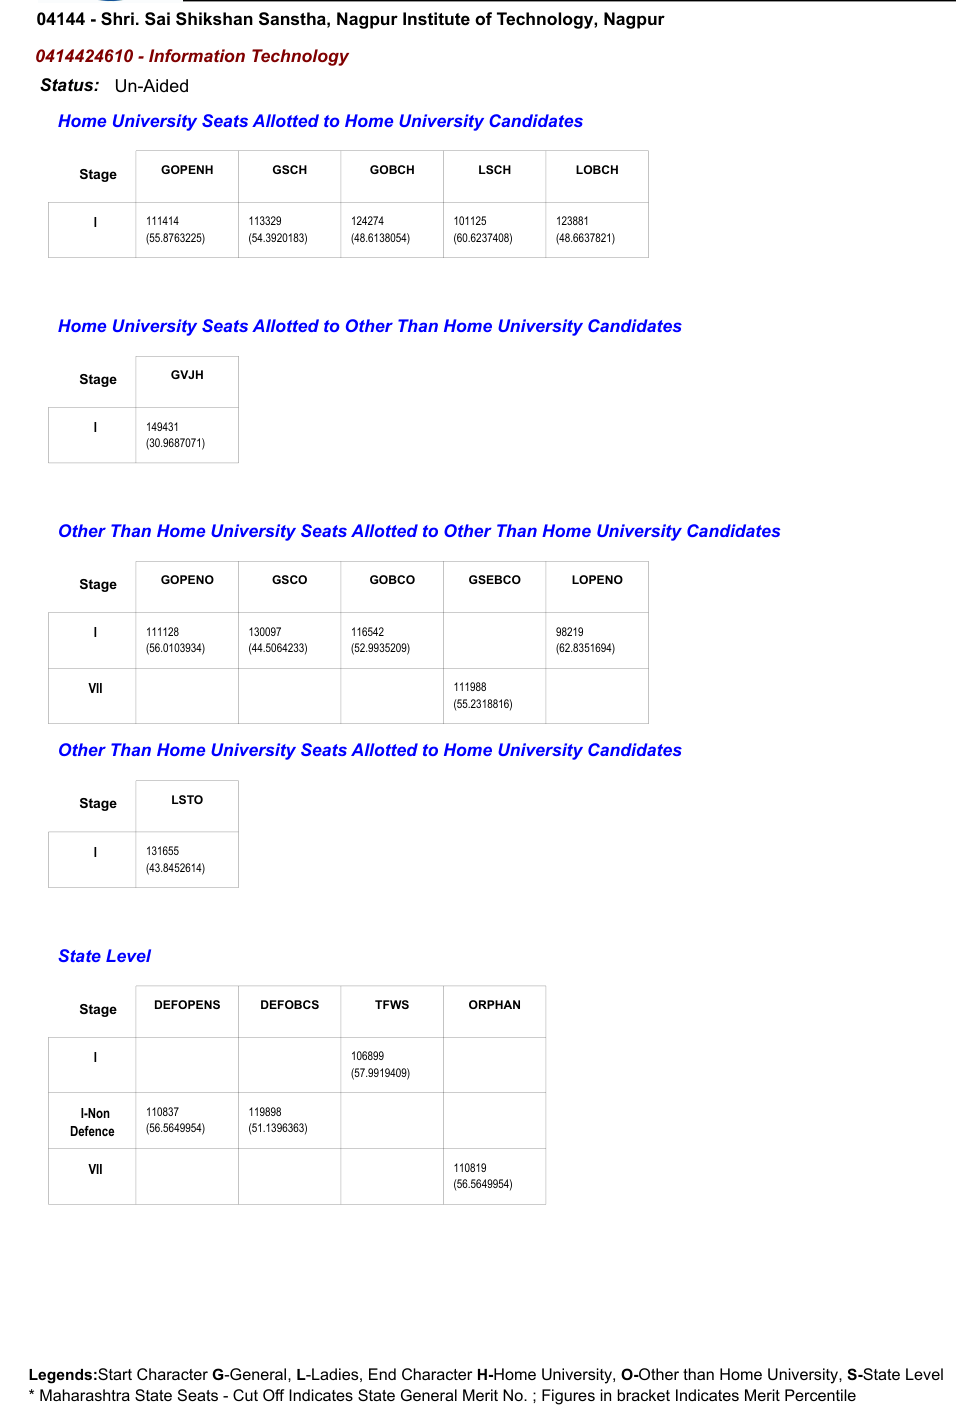 04144 - Shri. Sai Shikshan Sanstha, Nagpur Institute of Technology, Nagpur
0414424610 - Information Technology
Status: Un-Aided
Home University Seats Allotted to Home University Candidates
Stage GOPENH GSCH GOBCH LSCH LOBCH
I 111414 113329 124274 101125 123881
(55.8763225) (54.3920183) (48.6138054) (60.6237408) (48.6637821)
Home University Seats Allotted to Other Than Home University Candidates
Stage GVJH
I 149431
(30.9687071)
Other Than Home University Seats Allotted to Other Than Home University Candidates
Stage GOPENO GSCO GOBCO GSEBCO LOPENO
I 111128 130097 116542 98219
(56.0103934) (44.5064233) (52.9935209) (62.8351694)
VII 111988
(55.2318816)
Other Than Home University Seats Allotted to Home University Candidates
Stage LSTO
I 131655
(43.8452614)
State Level
Stage DEFOPENS DEFOBCS TFWS ORPHAN
I 106899
(57.9919409)
I-Non 110837 119898
Defence (56.5649954) (51.1396363)
VII 110819
(56.5649954)
Legends:Start Character G-General, L-Ladies, End Character H-Home University, O-Other than Home University, S-State Level
* Maharashtra State Seats - Cut Off Indicates State General Merit No. ; Figures in bracket Indicates Merit Percentile